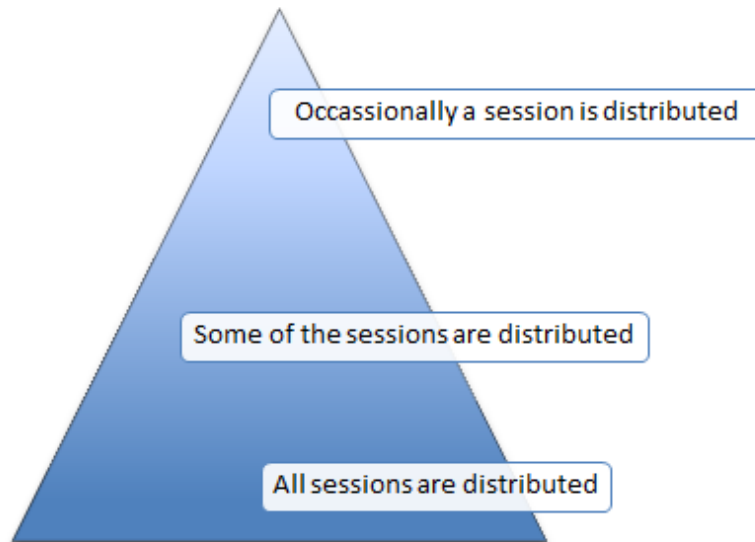 Occassionally a session is distributed
Some of the sessions are distributed
All sessions are distributed